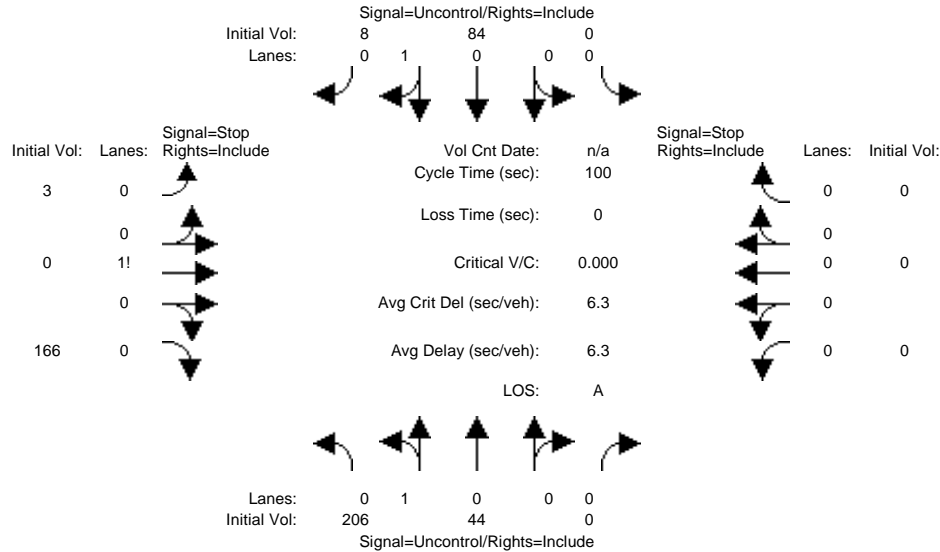 Signal=Uncontrol/Rights=Include
Initial Vol: 8 84 0
Lanes: 0 1 0 0 0
Signal=Stop Signal=Stop
Initial Vol: Lanes: Rights=Include Vol Cnt Date: n/a Rights=Include Lanes: Initial Vol:
Cycle Time (sec): 100
3 0 0 0
Loss Time (sec): 0
0 0
0 1! Critical V/C: 0.000 0 0
0 Avg Crit Del (sec/veh): 6.3 0
166 0 Avg Delay (sec/veh): 6.3 0 0
LOS: A
Lanes: 0 1 0 0 0
Initial Vol: 206 44 0
Signal=Uncontrol/Rights=Include